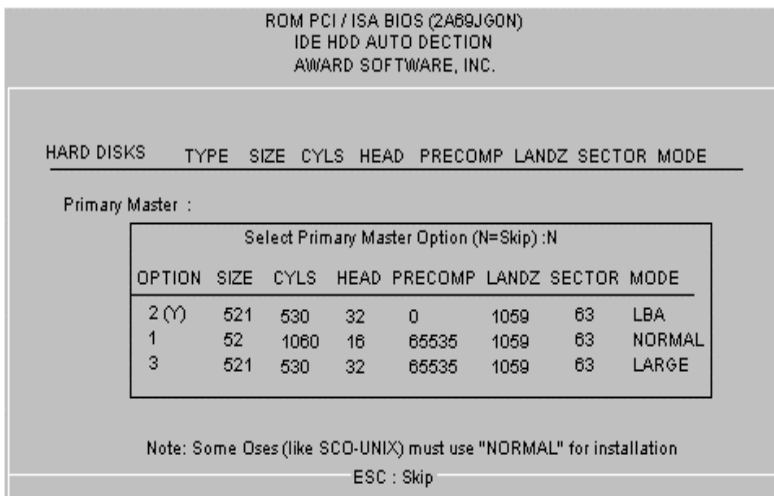 ROM PCI / ISA BIOS (2A69JG0N)
IDE HDD AUTO DECTION
AWARD SOFTWARE, INC.
HARD DISKS TYPE SIZE CYLS HEAD PRECOMP LANDZ SECTOR MODE
Primary Master :
Select Primary Master Option (N=Skip) :N
OPTION SIZE CYLS HEAD PRECOMP LANDZ SECTOR MODE
2 (Y) 521 530 32 0 1059 63 LBA
1 52 1060 16 65535 1059 63 NORMAL
3 521 530 32 65535 1059 63 LARGE
Note: Some Oses (like SCO-UNIX) must use "NORMAL" for installation
ESC : Skip